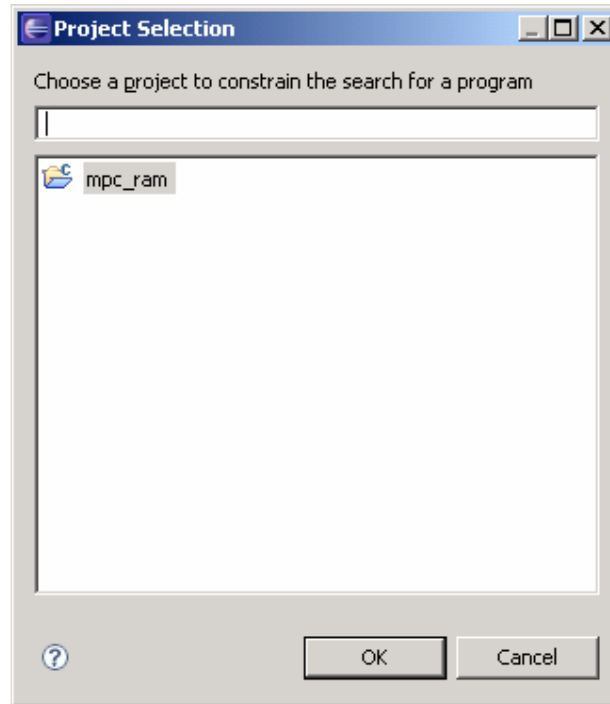 Project Selection
Choose a project to constrain the search for a program
C
mpc_ram
?
OK
Cancel